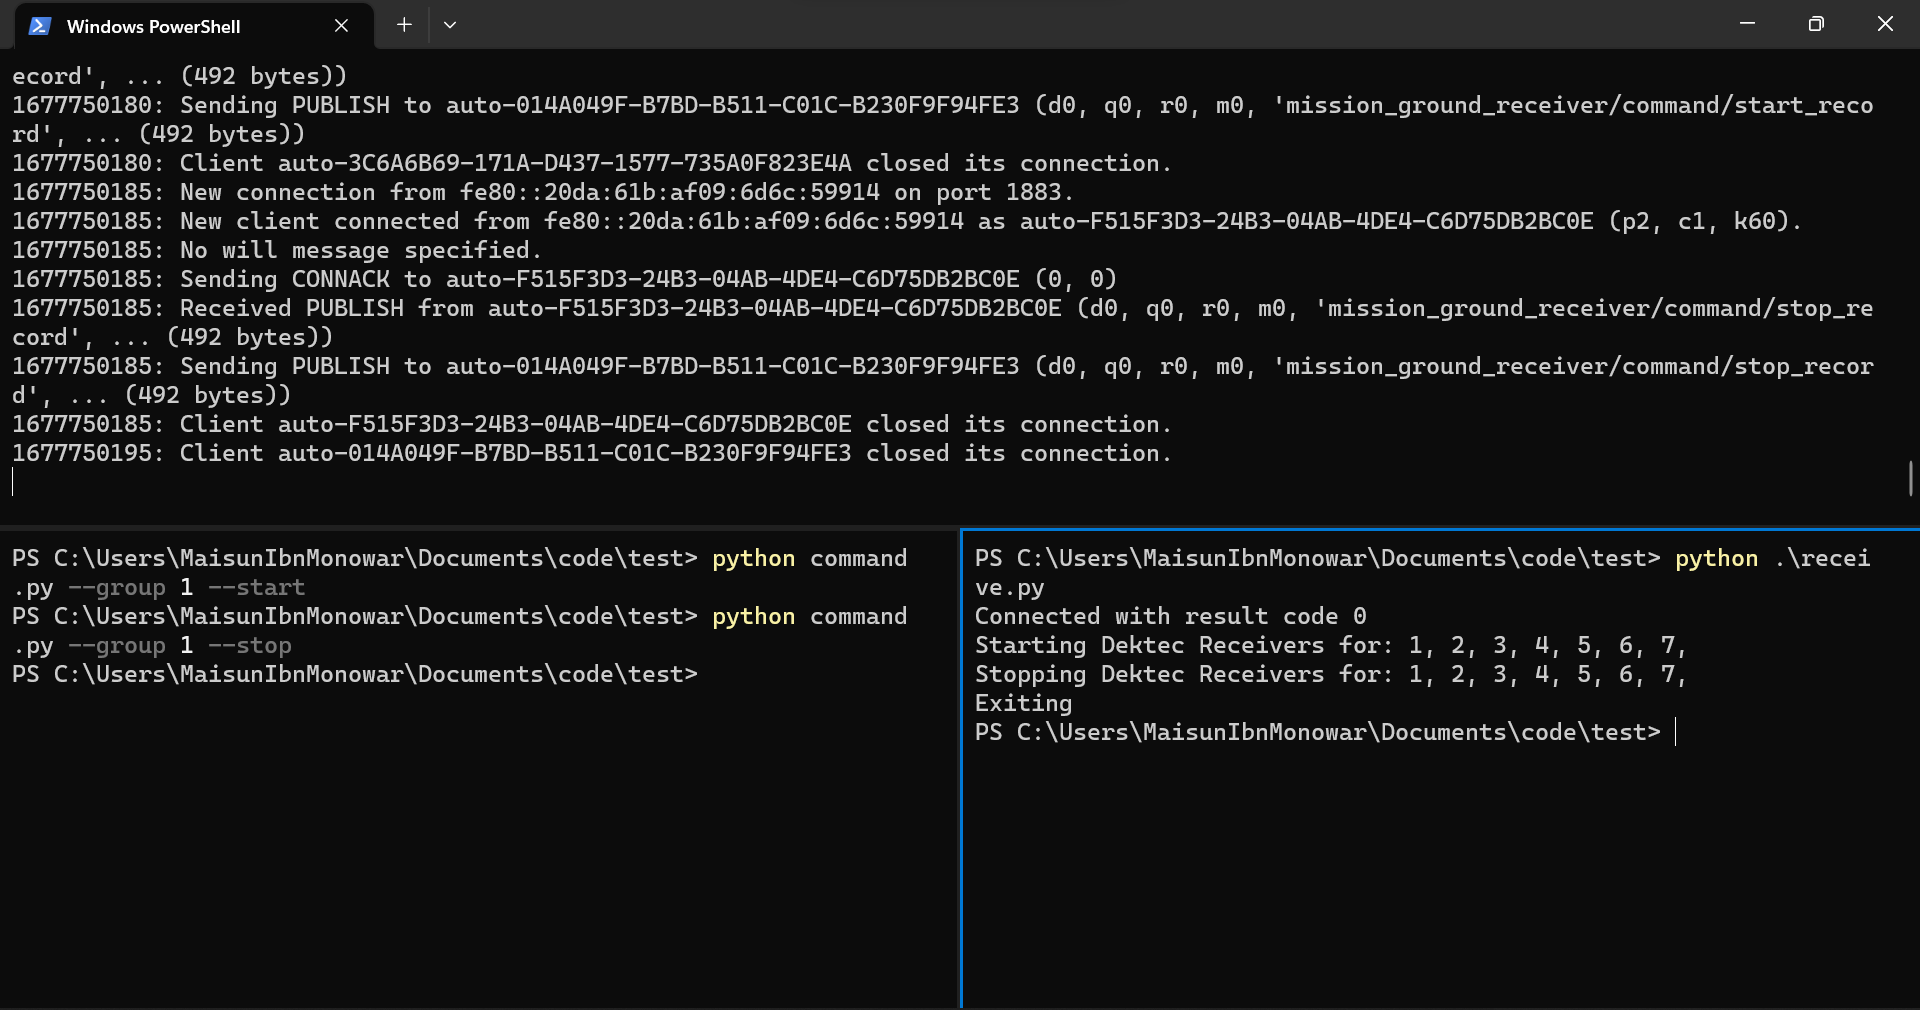 Windows PowerShell
ecord', ... (492 bytes))
1677750180: Sending PUBLISH to auto-014A049F-B7BD-B511-C01C-B230F9F94FE3 (d0, q0, r0, m0, 'mission_ground_receiver/command/start_reco
rd', ... (492 bytes))
1677750180: Client auto-3C6A6B69-171A-D437-1577-735A0F823E4A closed its connection.
1677750185: New connection from fe80::20da:61b:af09:6d6c:59914 on port 1883.
1677750185: New client connected from fe80::20da:61b:af09:6d6c:59914 as auto-F515F3D3-24B3-04AB-4DE4-C6D75DB2BC0E (p2, c1, k60).
1677750185: No will message specified.
1677750185: Sending CONNACK to auto-F515F3D3-24B3-04AB-4DE4-C6D75DB2BC0E (0, 0)
1677750185: Received PUBLISH from auto-F515F3D3-24B3-04AB-4DE4-C6D75DB2BC0E (d0, q0, r0, m0, 'mission_ground_receiver/command/stop_re
cord', ... (492 bytes))
1677750185: Sending PUBLISH to auto-014A049F-B7BD-B511-C01C-B230F9F94FE3 (d0, q0, r0, m0, 'mission_ground_receiver/command/stop_recor
d', ... (492 bytes))
1677750185: Client auto-F515F3D3-24B3-04AB-4DE4-C6D75DB2BC0E closed its connection.
1677750195: Client auto-014A049F-B7BD-B511-C01C-B230F9F94FE3 closed its connection.
PS C:\Users\MaisunIbnMonowar\Documents\code\test> python command
.py --group 1 --start
PS C:\Users\MaisunIbnMonowar\Documents\code\test> python command
.py --group 1 --stop
PS C:\Users\MaisunIbnMonowar\Documents\code\test>
PS C:\Users\MaisunIbnMonowar\Documents\code\test> python .\recei
ve.py
Connected with result code 0
Starting Dektec Receivers for: 1, 2, 3, 4, 5, 6, 7,
Stopping Dektec Receivers for: 1, 2, 3, 4, 5, 6, 7,
Exiting
PS C:\Users\MaisunIbnMonowar\Documents\code\test>